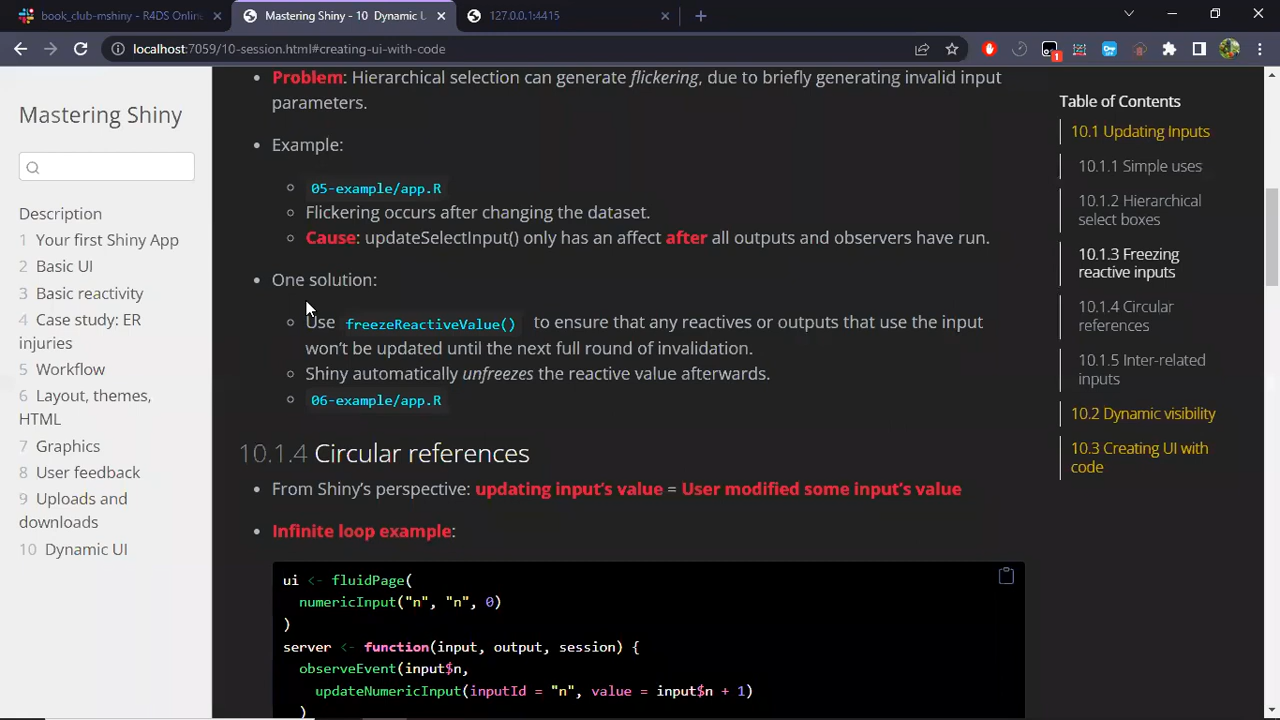 book_club-mshiny - R4DS Onlin
Mastering Shiny - 10 Dynamic U
127.0.0.1:4415
localhost:7059/10-session.html#creating-ui-with-code
1
Mastering Shiny
Description
1 Your first Shiny App
2 Basic UI
3 Basic reactivity
4 Case study: ER
injuries
5 Workflow
6 Layout, themes,
HTML
7 Graphics
8 User feedback
9 Uploads and
downloads
10 Dynamic UI
Problem: Hierarchical selection can generate flickering, due to briefly generating invalid input
parameters.
Example:
05-example/app.R
Flickering occurs after changing the dataset.
Cause: updateSelectInput() only has an affect after all outputs and observers have run.
One solution:
Use freezeReactiveValue() to ensure that any reactives or outputs that use the input
won't be updated until the next full round of invalidation.
Shiny automatically unfreezes the reactive value afterwards.
06-example/app.R
10.1.4 Circular references
From Shiny's perspective: updating input's value = User modified some input's value
Infinite loop example:
ui <- fluidPage(
numericInput("n", "n", 0)
)
server <- function(input, output, session) {
observeEvent(input$n,
updateNumericInput(inputId = "n", value = input$n + 1)
)
Table of Contents
10.1 Updating Inputs
10.1.1 Simple uses
10.1.2 Hierarchical
select boxes
10.1.3 Freezing
reactive inputs
10.1.4 Circular
references
10.1.5 Inter-related
inputs
10.2 Dynamic visibility
10.3 Creating UI with
code